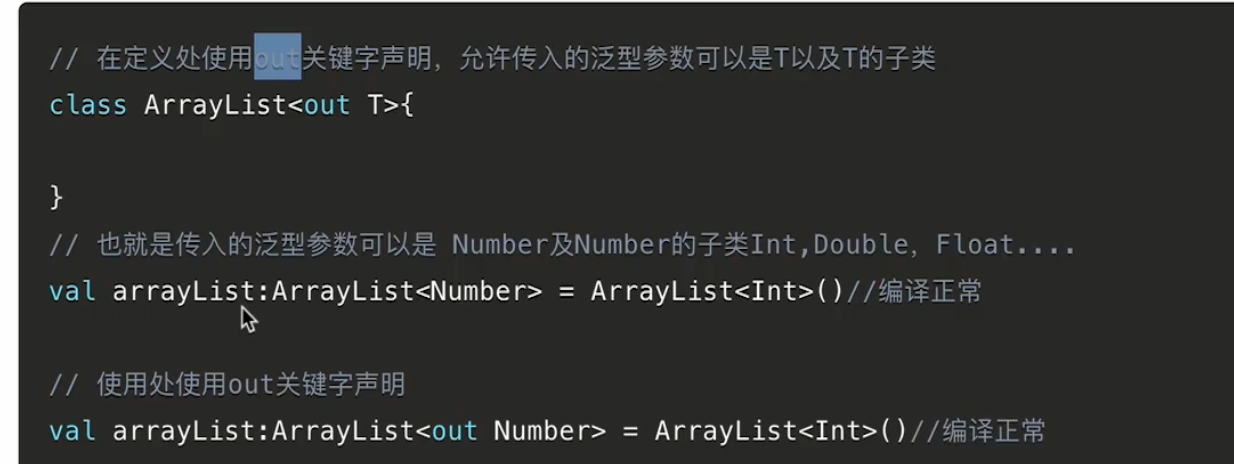 // 在定义处使用out关键字声明，允许传入的泛型参数可以是T以及T的子类
class ArrayList<out T>{
}
// 也就是传入的泛型参数可以是 Number及Number的子类Int,Double，Float....
val arrayList:ArrayList<Number> = ArrayList<Int>()//编译正常
// 使用处使用out关键字声明
val arrayList:ArrayList<out Number> = ArrayList<Int>()//编译正常